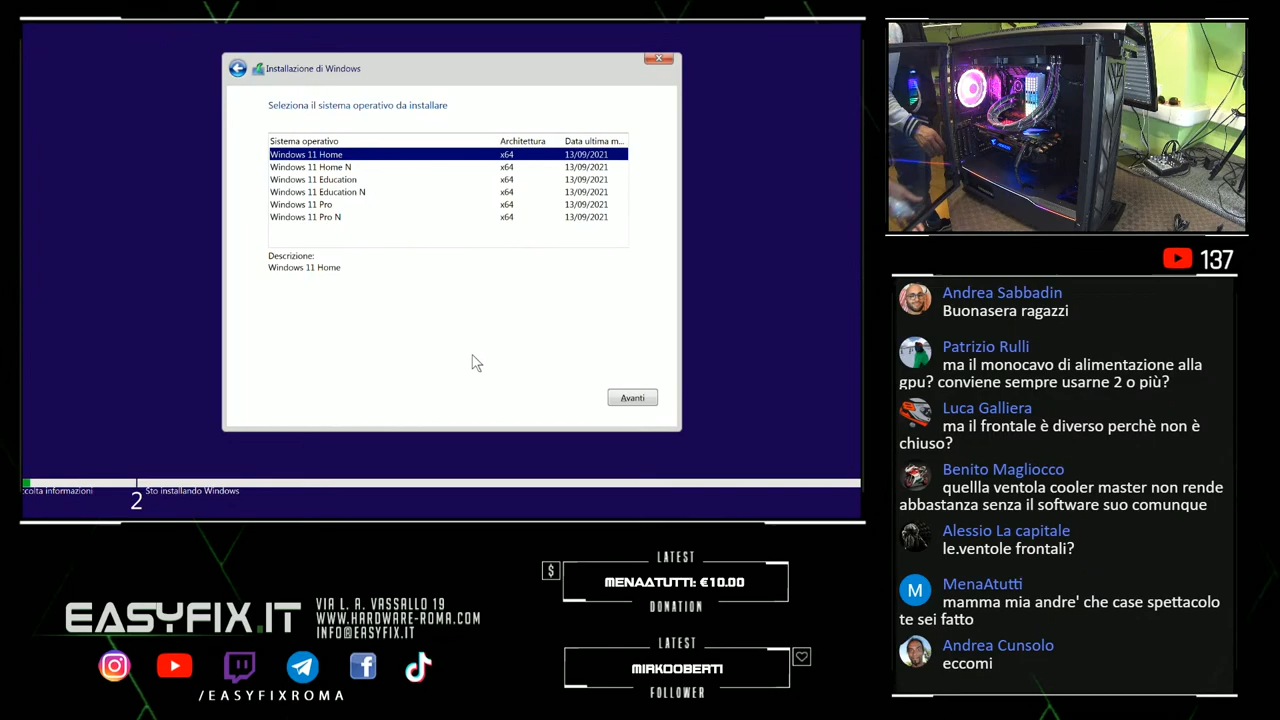 Installazione di Windows
Seleziona il sistema operativo da installare
Sistema operativo Architettura Data ultima m...
Windows 11 Home x64 13/09/2021
Windows 11 Home N x64 13/09/2021
Windows 11 Education x64 13/09/2021
Windows 11 Education N x64 13/09/2021
Windows 11 Pro x64 13/09/2021
Windows 11 Pro N x64 13/09/2021
Descrizione:
Windows 11 Home
Avanti
colta informazioni
2 Sto installando Windows
137
Andrea Sabbadin
Buonasera ragazzi
Patrizio Rulli
ma il monocavo di alimentazione alla
gpu? conviene sempre usarne 2 o più?
Luca Galliera
ma il frontale è diverso perchè non è
chiuso?
Benito Magliocco
quellla ventola cooler master non rende
abbastanza senza il software suo comunque
Alessio La capitale
le.ventole frontali?
M
MenaAtutti
mamma mia andre' che case spettacolo
te sei fatto
Andrea Cunsolo
eccomi
EASYFIX.IT
VIA L. A. VASSALLO 19
WWW.HARDWARE-ROMA.COM
INFO@EASYFIX.IT
/EASYFIXROMA
LATEST
$
MENAATUTTI: €10.00
DONATION
LATEST
MIRKOOBERTI
FOLLOWER